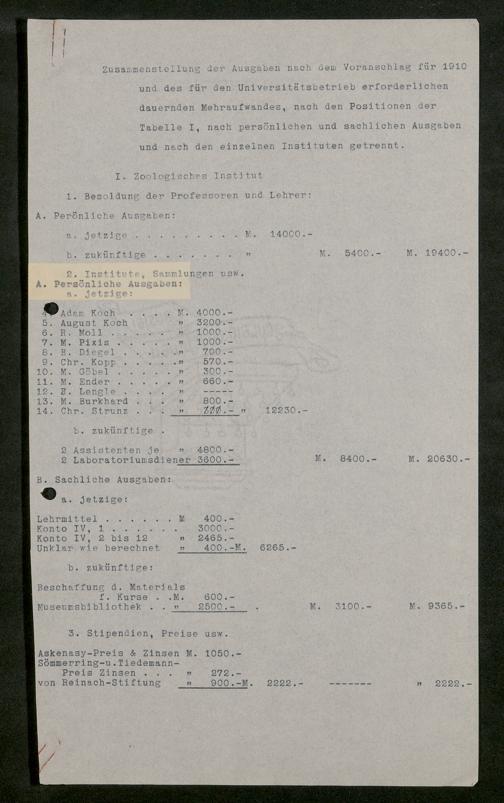 Zusammenstellung der Ausgaben nach dem Voranschlag für 1910
und des für den Universitätsbetrieb erforderlichen
dauernden Mehraufwandes, nach den Positionen der
Tabelle I, nach persönlichen und sachlichen Ausgaben
und nach den einzelnen Instituten getrennt.
I. Zoologisches Institut
1. Besoldung der Professoren und Lehrer:
A. Perönliche Ausgaben:
a. jetzige . . . . . . . . . M. 14000.-
b. zukünftige . . . . . . . " M. 5400.- M. 19400.-
2. Institute, Sammlungen usw.
A. Persönliche Ausgaben:
a. jetzige:
4. Adam Koch . . . . M. 4000.-
5. August Koch " 3200.-
6. R. Moll . . . . . . " 1000.-
7. M. Pixis . . . . . " 1000.-
8. H. Diegel . . . . . " 700.-
9. Chr. Kopp . . . . . " 570.-
10. M. Göbel . . . . . " 300.-
11. M. Ender . . . . . " 660.-
12. E. Lengle . . . . " -----
13. M. Burkhard . . . " 800.-
14. Chr. Strunz . . . " .- " 12230.-
b. zukünftige .
2 Assistenten je " 4800.-
2 Laboratoriumsdiener 3600.- M. 8400.- M. 20630.-
B. Sachliche Ausgaben:
a. jetzige:
Lehrmittel . . . . . . M 400.-
Konto IV, 1 . . . . . . 3000.-
Konto IV, 2 bis 12 " 2465.-
Unklar wie berechnet " 400.-M. 6265.-
b. zukünftige:
Beschaffung d. Materials
f. Kurse . .M. 600.-
Museumsbibliothek . . " 2500.- . M. 3100.- M. 9365.-
3. Stipendien, Preise usw.
Askenasy-Preis & Zinsen M. 1050.-
Sömmerring-u.Tiedemann-
Preis Zinsen . . . " 272.-
von Reinach-Stiftung " 900.-M. 2222.- ------- " 2222.-